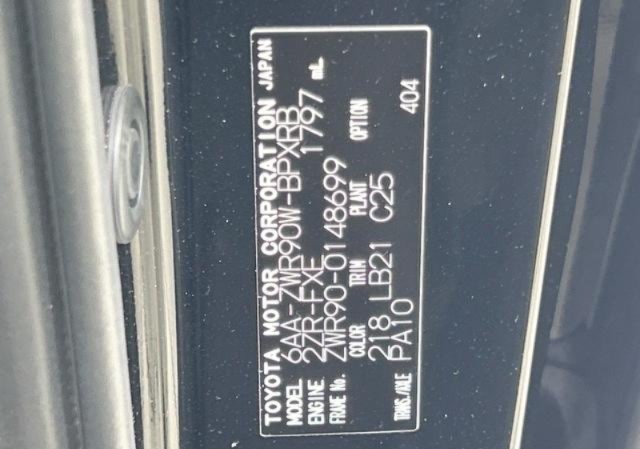 TOYOTA MOTOR CORPORATION JAPAN
MODEL 6AA-ZWR90W-BPXRB
ENGINE 2ZR-FXE 1797 mL
FRAME No. ZWR90-0148699
COLOR TRIM PLANT OPTION
218 LB21 C25
TRANS./AXLE PA10 404